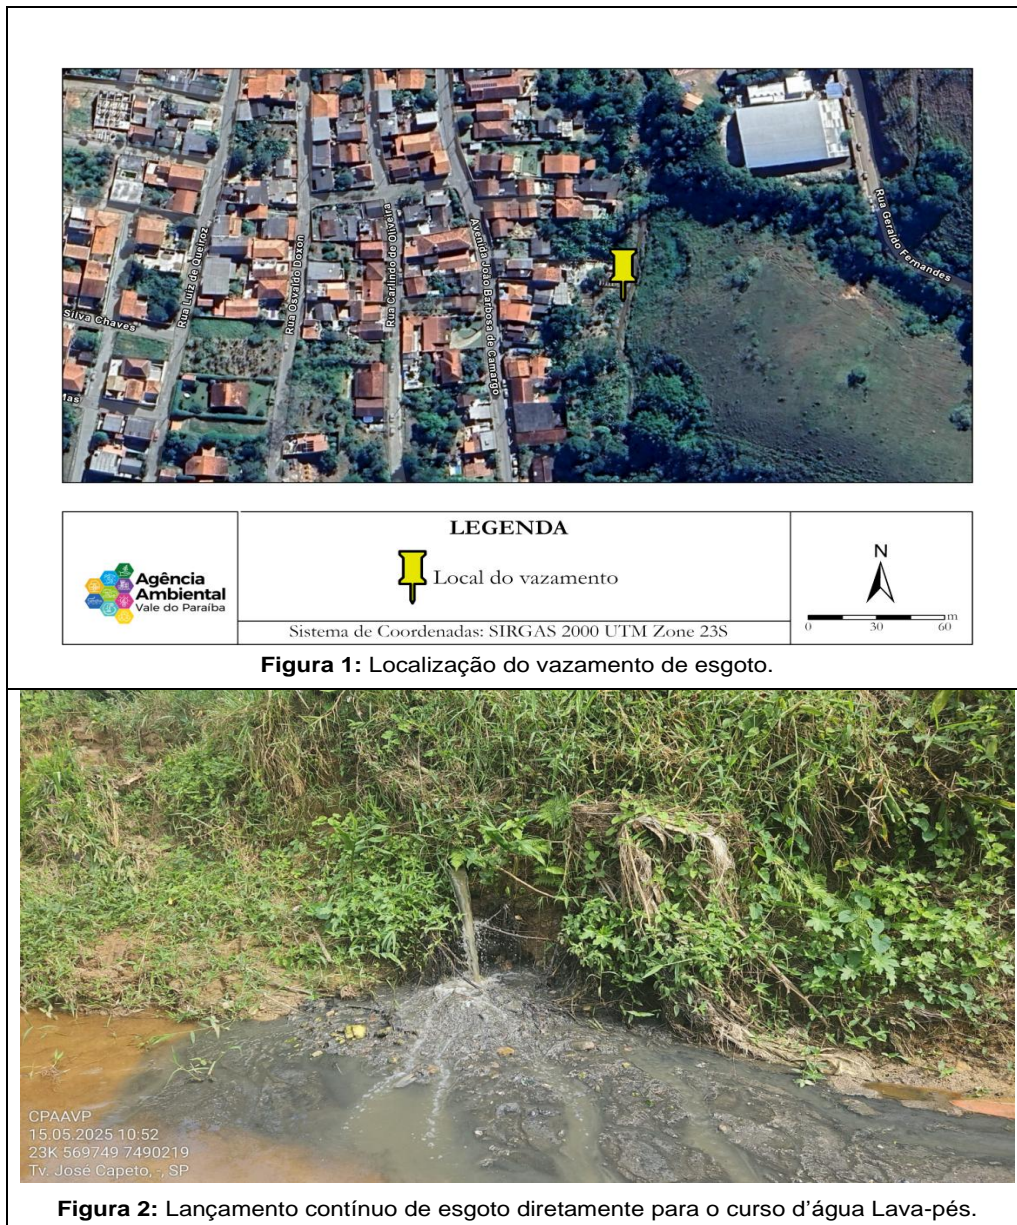 Rua Luiz de Queiroz
Rua Osvaldo Doxon
Rua Carlindo de Oliveira
Avenida João Barbosa de Camargo
Rua Geraldo Fernandes
Silva Chaves
Mas
LEGENDA
Local do vazamento
Agência
Ambiental
Vale do Paraíba
Sistema de Coordenadas: SIRGAS 2000 UTM Zone 23S
N
m
0 30 60
Figura 1: Localização do vazamento de esgoto.
CPAAVP
15.05.2025 10:52
23K 569749 7490219
Tv. José Capeto, -, SP
Figura 2: Lançamento contínuo de esgoto diretamente para o curso d’água Lava-pés.